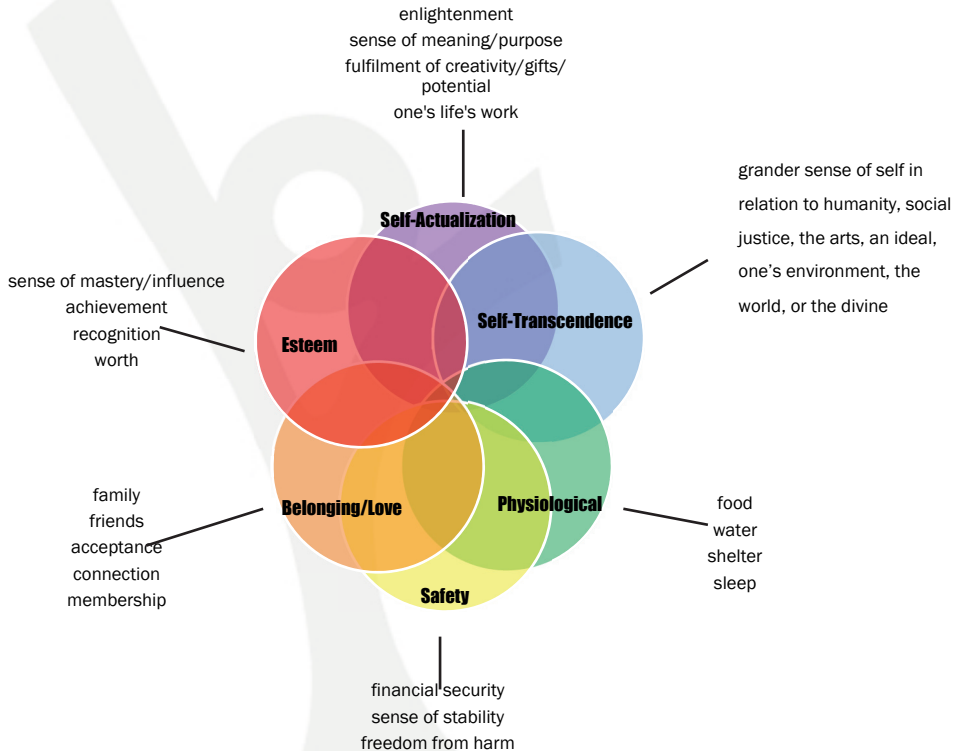 enlightenment
sense of meaning/purpose
fulfilment of creativity/gifts/
potential
one's life's work
Self-Actualization
grander sense of self in
relation to humanity, social
justice, the arts, an ideal,
one’s environment, the
world, or the divine
Self-Transcendence
sense of mastery/influence
achievement
recognition
worth
Esteem
family
friends
acceptance
connection
membership
Belonging/Love
Physiological
food
water
shelter
sleep
Safety
financial security
sense of stability
freedom from harm